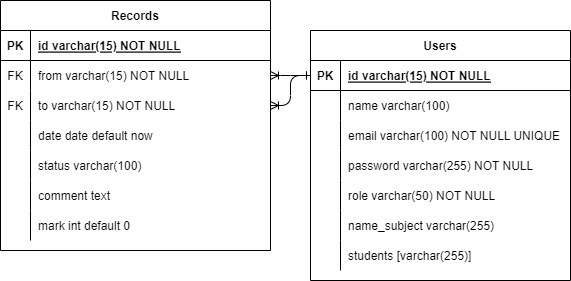 Records
PK id varchar(15) NOT NULL
FK from varchar(15) NOT NULL
FK to varchar(15) NOT NULL
date date default now
status varchar(100)
comment text
mark int default 0
Users
PK id varchar(15) NOT NULL
name varchar(100)
email varchar(100) NOT NULL UNIQUE
password varchar(255) NOT NULL
role varchar(50) NOT NULL
name_subject varchar(255)
students [varchar(255)]